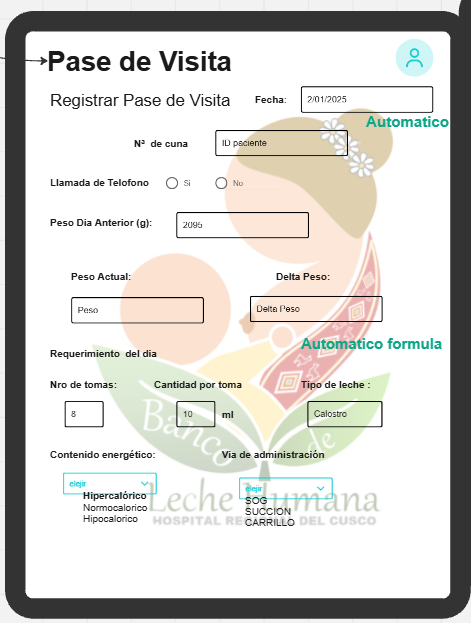 Pase de Visita
Registrar Pase de Visita
Fecha: 2/01/2025
Automatico
Nª de cuna ID paciente
Llamada de Telofono Si No
Peso Dia Anterior (g): 2095
Peso Actual: Delta Peso:
Peso Delta Peso
Automatico formula
Requerimiento del dia
Nro de tomas: Cantidad por toma Tipo de leche :
8 10 ml Calostro
Banco de
Contenido energético: Via de administración
elejir elejir
Hipercalórico SOG
Normocalorico SUCCION
Hipocalorico CARRILLO
Leche Humana
HOSPITAL RE DEL CUSCO